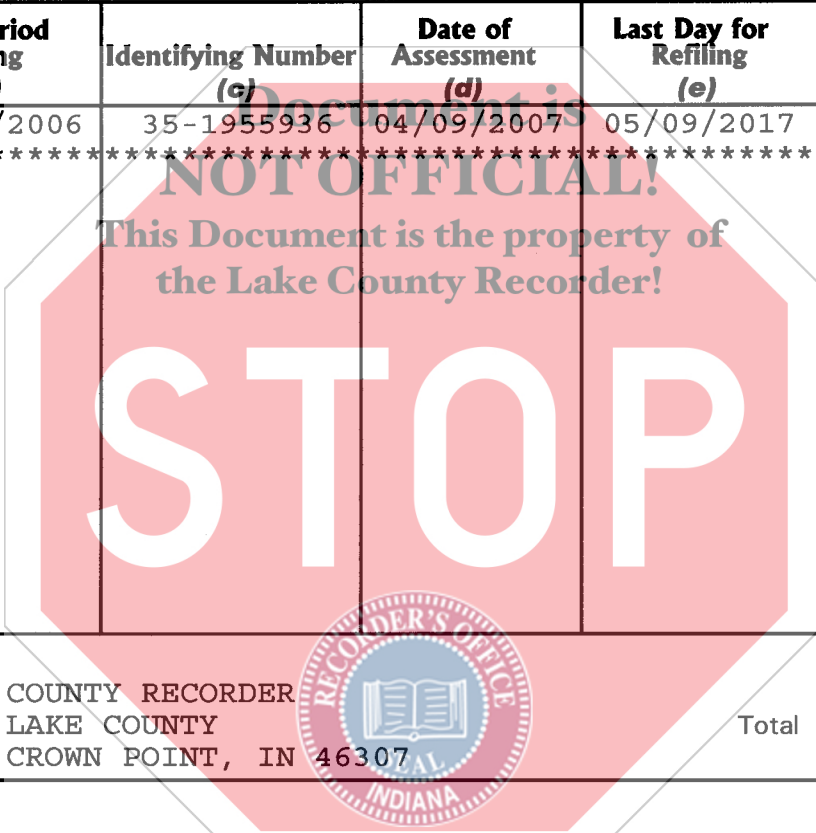 riod
ng
)
Identifying Number
(c)
Date of
Assessment
(d)
Last Day for
Refiling
(e)
/2006 35-1955936 04/09/2007 05/09/2017
Document is
NOT OFFICIAL!
This Document is the property of
the Lake County Recorder!
STOP
COUNTY RECORDER
LAKE COUNTY
CROWN POINT, IN 46307
Total
RECORDER'S OFFICE
SEAL
INDIANA